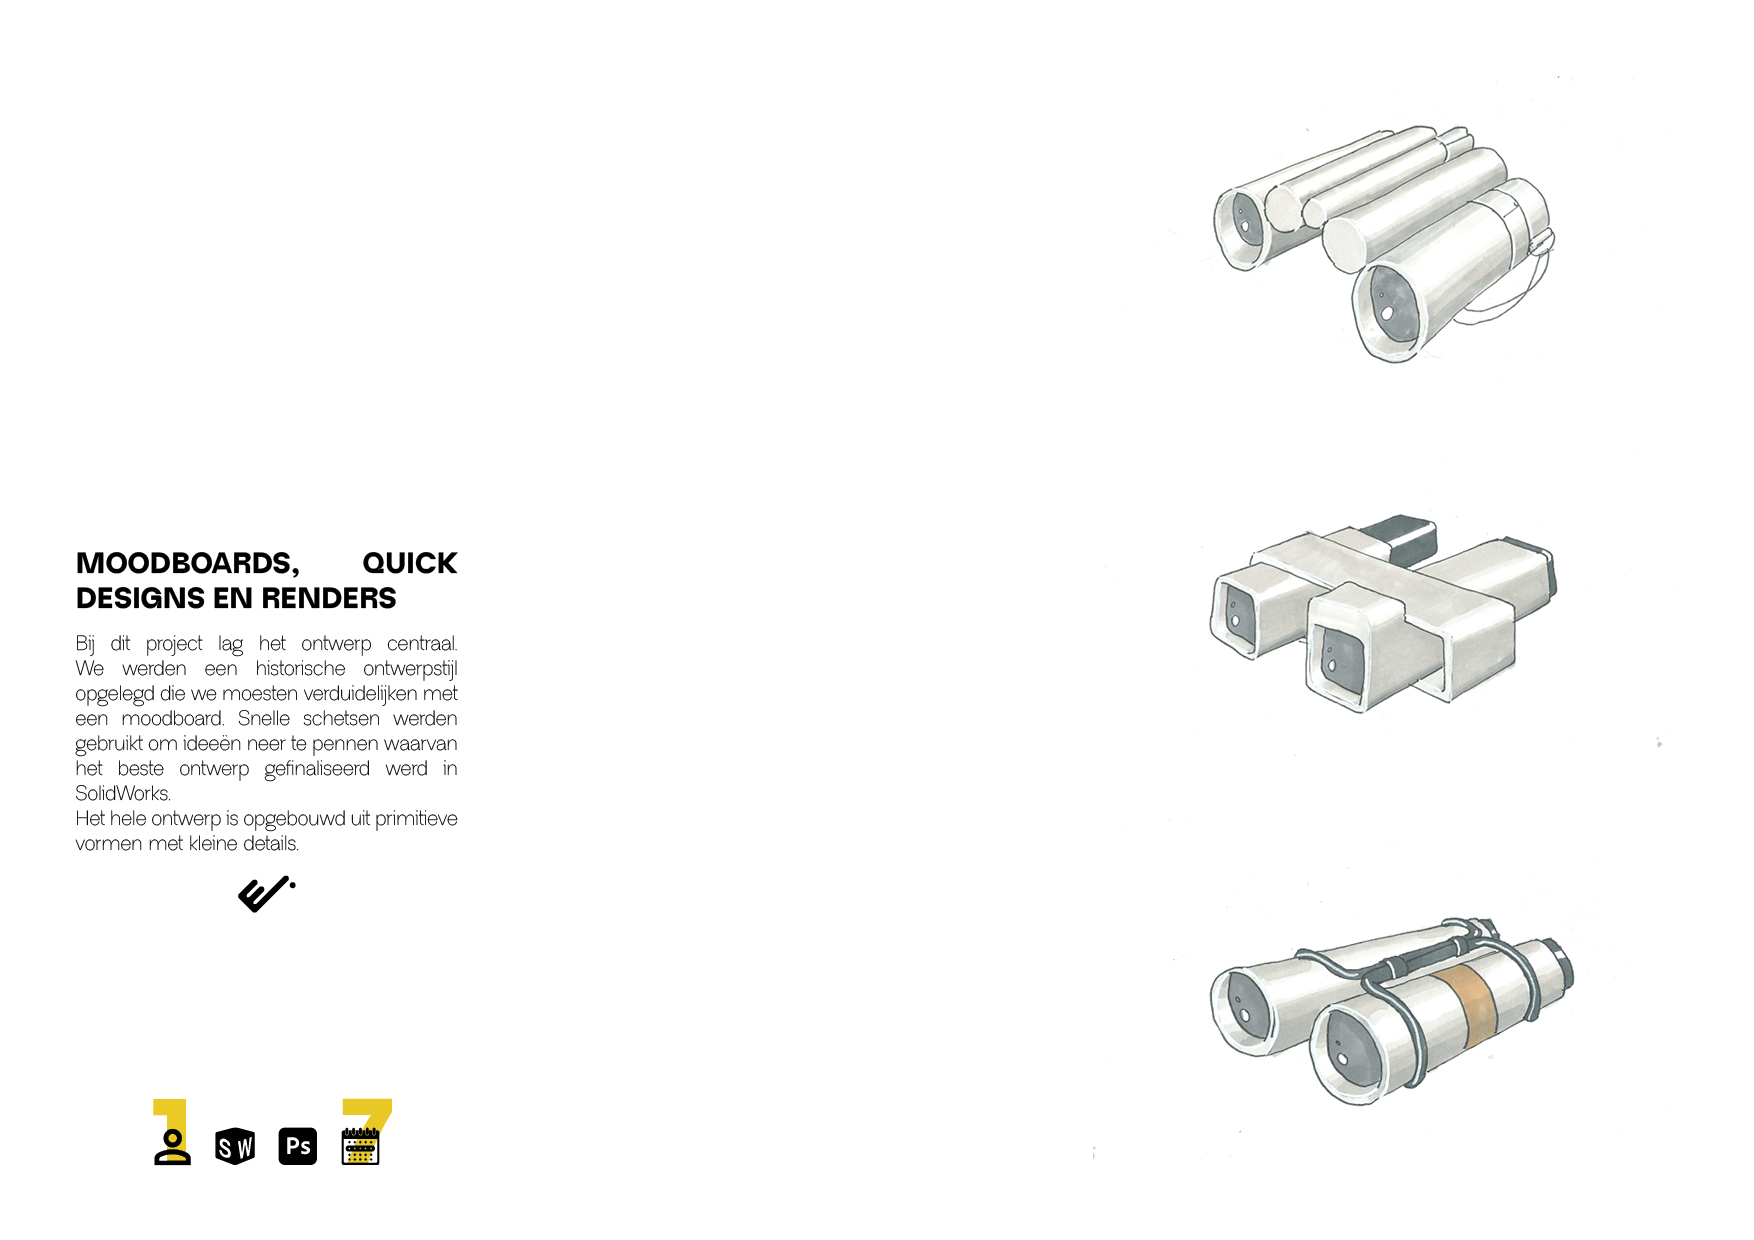 MOODBOARDS, QUICK
DESIGNS EN RENDERS
Bij dit project lag het ontwerp centraal.
We werden een historische ontwerpstijl
opgelegd die we moesten verduidelijken met
een moodboard. Snelle schetsen werden
gebruikt om ideeën neer te pennen waarvan
het beste ontwerp gefinaliseerd werd in
SolidWorks.
Het hele ontwerp is opgebouwd uit primitieve
vormen met kleine details.
1 SW Ps 7